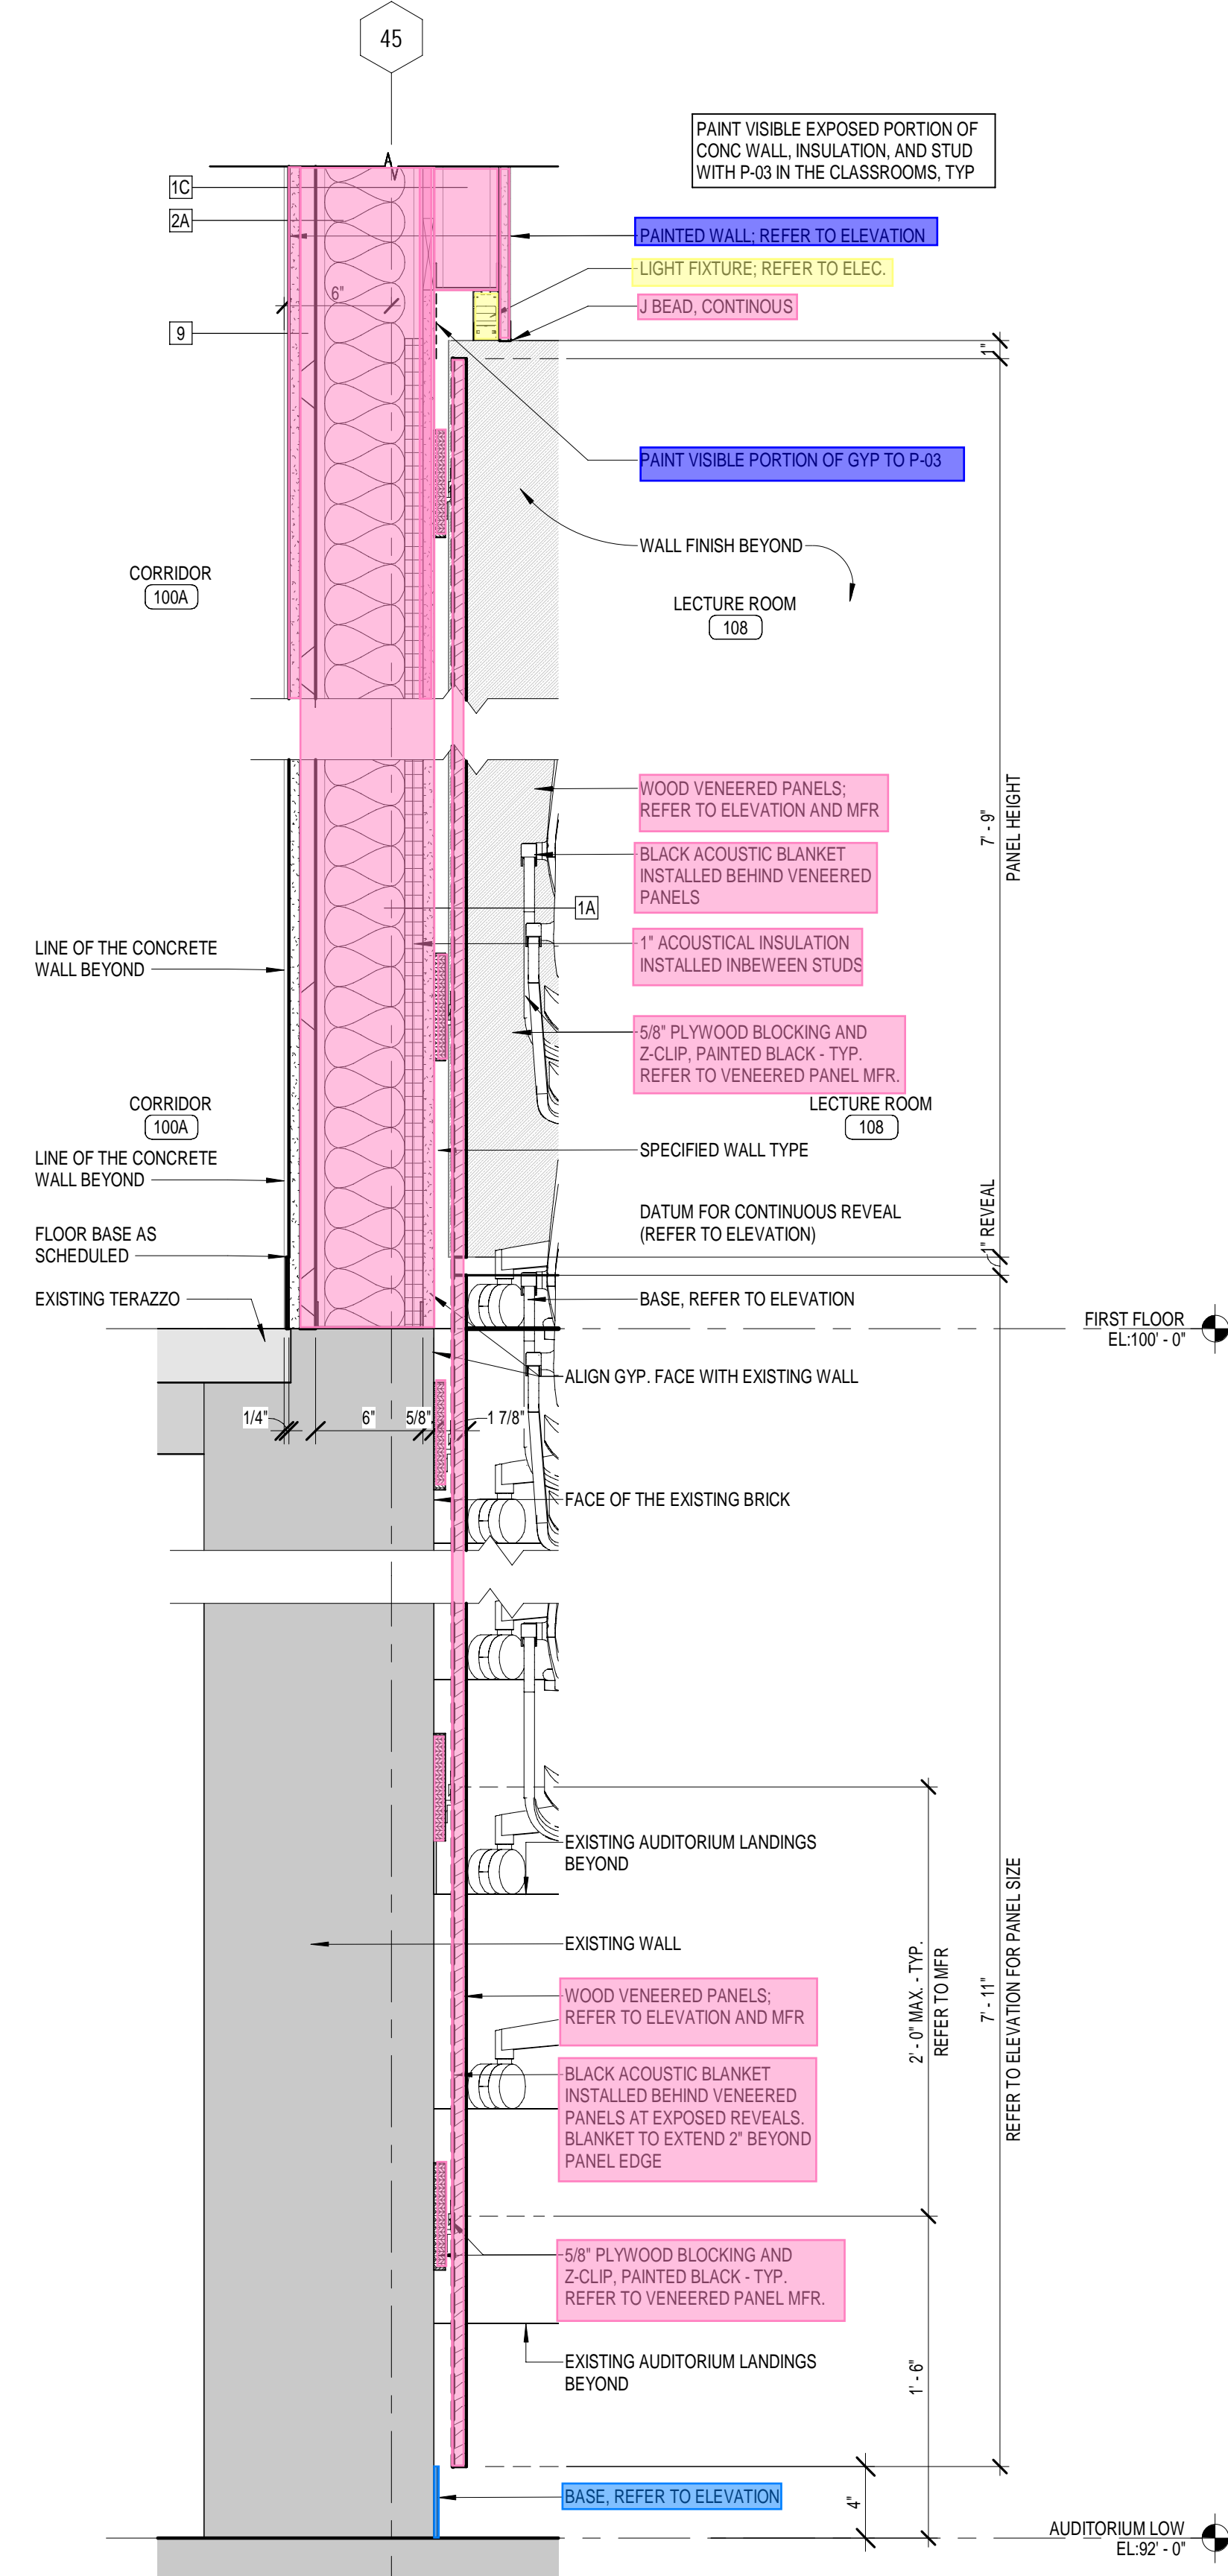 45
PAINT VISIBLE EXPOSED PORTION OF
CONC WALL, INSULATION, AND STUD
WITH P-03 IN THE CLASSROOMS, TYP
1C
2A
PAINTED WALL; REFER TO ELEVATION
LIGHT FIXTURE; REFER TO ELEC.
6"
J BEAD, CONTINOUS
9
1"
PAINT VISIBLE PORTION OF GYP TO P-03
WALL FINISH BEYOND
CORRIDOR
100A
LECTURE ROOM
108
WOOD VENEERED PANELS;
REFER TO ELEVATION AND MFR
7' - 9"
PANEL HEIGHT
BLACK ACOUSTIC BLANKET
INSTALLED BEHIND VENEERED
PANELS
1A
LINE OF THE CONCRETE
WALL BEYOND
1" ACOUSTICAL INSULATION
INSTALLED INBEWEEN STUDS
5/8" PLYWOOD BLOCKING AND
Z-CLIP, PAINTED BLACK - TYP.
REFER TO VENEERED PANEL MFR.
CORRIDOR
100A
LECTURE ROOM
108
LINE OF THE CONCRETE
WALL BEYOND
SPECIFIED WALL TYPE
DATUM FOR CONTINUOUS REVEAL
(REFER TO ELEVATION)
1" REVEAL
FLOOR BASE AS
SCHEDULED
EXISTING TERAZZO
BASE, REFER TO ELEVATION
FIRST FLOOR
EL:100' - 0"
ALIGN GYP. FACE WITH EXISTING WALL
1/4"
6"
5/8"
1 7/8"
FACE OF THE EXISTING BRICK
EXISTING AUDITORIUM LANDINGS
BEYOND
EXISTING WALL
2' - 0" MAX. - TYP.
REFER TO MFR
7' - 11"
REFER TO ELEVATION FOR PANEL SIZE
WOOD VENEERED PANELS;
REFER TO ELEVATION AND MFR
BLACK ACOUSTIC BLANKET
INSTALLED BEHIND VENEERED
PANELS AT EXPOSED REVEALS.
BLANKET TO EXTEND 2" BEYOND
PANEL EDGE
5/8" PLYWOOD BLOCKING AND
Z-CLIP, PAINTED BLACK - TYP.
REFER TO VENEERED PANEL MFR.
EXISTING AUDITORIUM LANDINGS
BEYOND
1' - 6"
BASE, REFER TO ELEVATION
4"
AUDITORIUM LOW
EL:92' - 0"